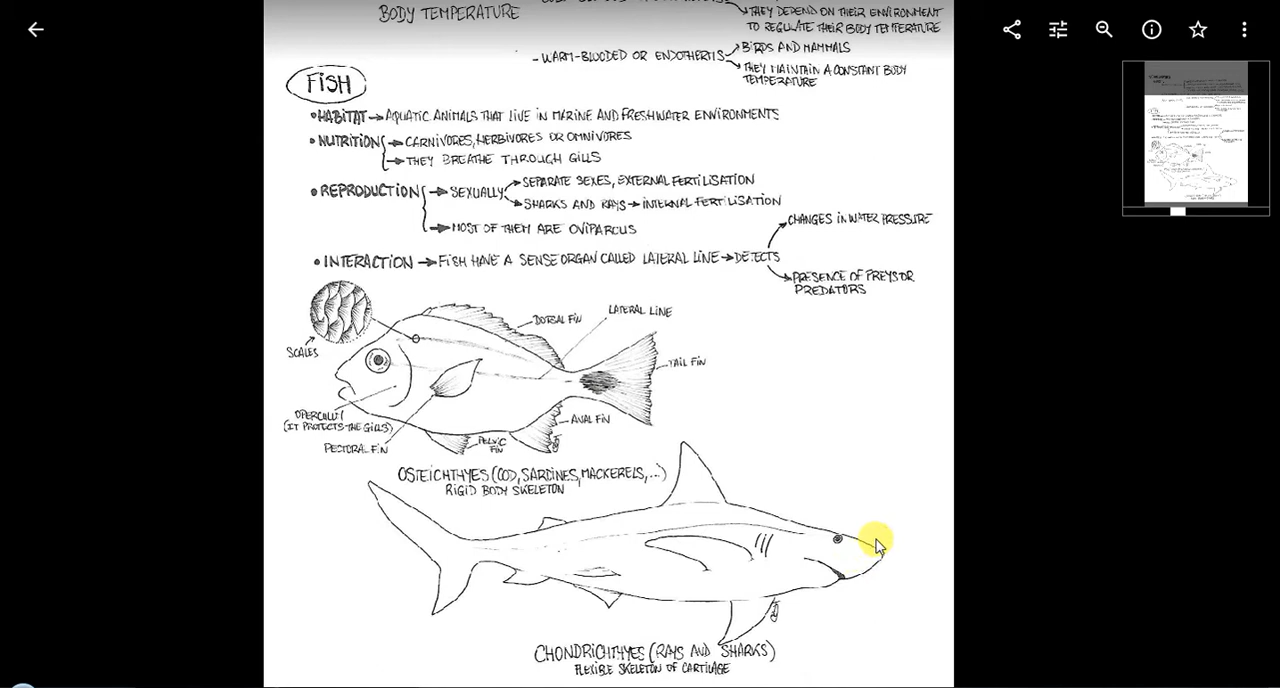 BODY TEMPERATURE
THEY DEPEND ON THEIR ENVIRONMENT
TO REGULATE THEIR BODY TEMPERATURE
- WARM-BLOODED OR ENDOTHERTIS
BIRDS AND MAMMALS
THEY MAINTAIN A CONSTANT BODY
TEMPERATURE
FISH
• HABITAT → AQUATIC ANIMALS THAT LIVE IN MARINE AND FRESHWATER ENVIRONMENTS
• NUTRITION → CARNIVORES, HERBIVORES OR OMNIVORES
→ THEY BREATHE THROUGH GILLS
• REPRODUCTION → SEXUALLY
SEPARATE SEXES, EXTERNAL FERTILISATION
SHARKS AND RAYS → INTERNAL FERTILISATION
→ MOST OF THEM ARE OVIPARCUS
• INTERACTION → FISH HAVE A SENSE ORGAN CALLED LATERAL LINE → DETECTS
CHANGES IN WATER PRESSURE
PRESENCE OF PREYS OR
PREDATORS
SCALES
DORSAL FIN
LATERAL LINE
TAIL FIN
OPERCULU
(IT PROTECTS THE GILLS)
PECTORAL FIN
PELVIC
FIN
ANAL FIN
OSTEICHTHYES (COD, SARDINES, MACKERELS, ...)
RIGID BODY SKELETON
CHONDRICHTHYES (RAYS AND SHARKS)
FLEXIBLE SKELETON OF CARTILAGE